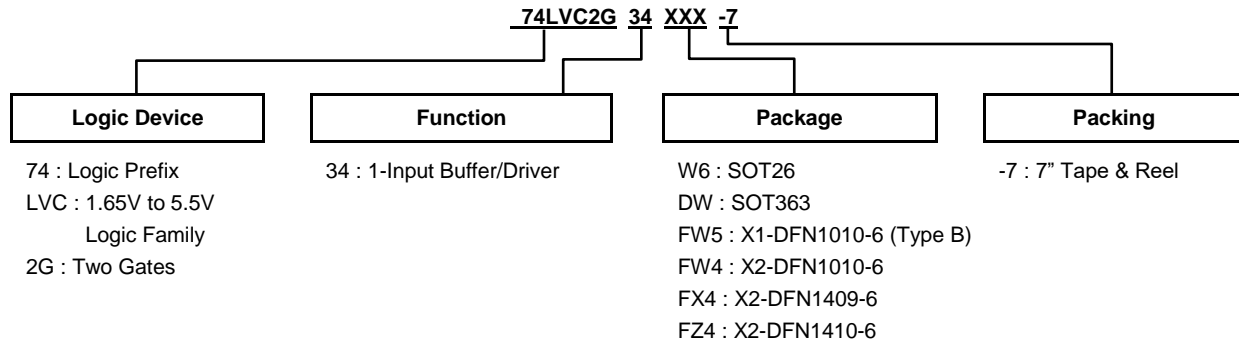 74LVC2G 34 XXX -7
Logic Device
Function
Package
Packing
74 : Logic Prefix
LVC : 1.65V to 5.5V
Logic Family
2G : Two Gates
34 : 1-Input Buffer/Driver
W6 : SOT26
DW : SOT363
FW5 : X1-DFN1010-6 (Type B)
FW4 : X2-DFN1010-6
FX4 : X2-DFN1409-6
FZ4 : X2-DFN1410-6
-7 : 7” Tape & Reel